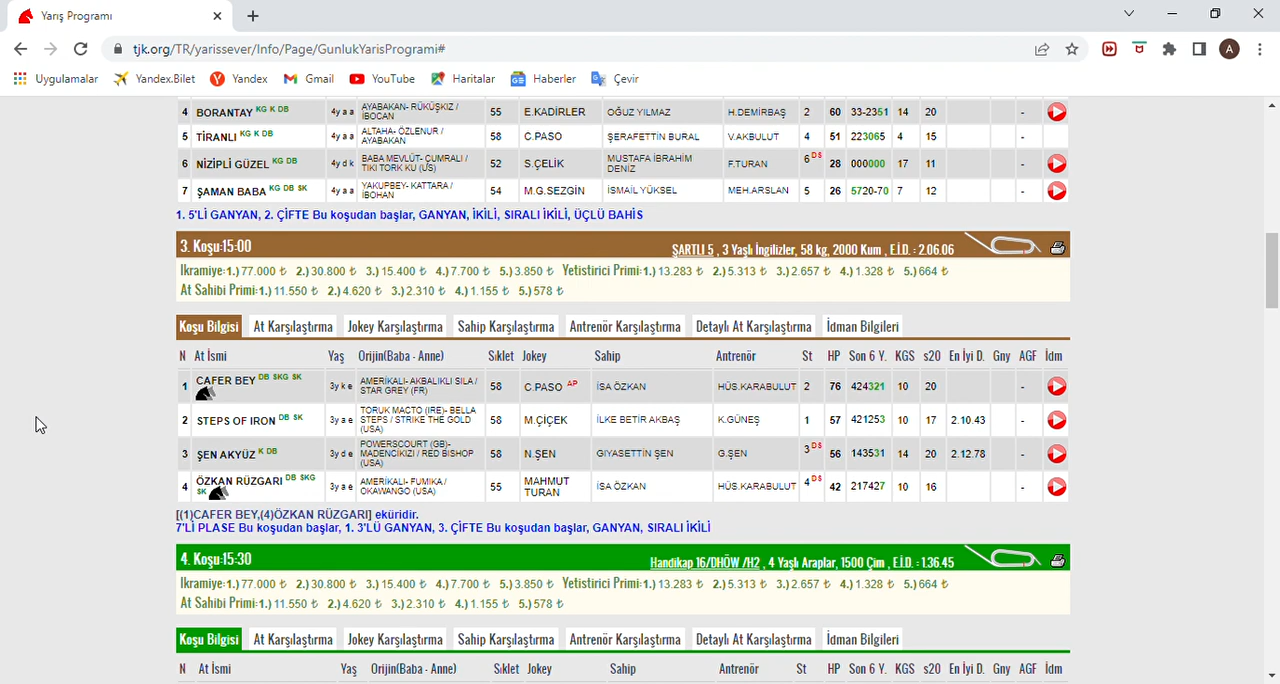 Yarış Programı
tjk.org/TR/yarissever/Info/Page/GunlukYarisProgrami#
A
Uygulamalar Yandex.Bilet Yandex Gmail YouTube Haritalar Haberler Çevir
4 BORANTAY KG K DB 4y a a AYABAKAN- RÜKÜŞKIZ / İBOCAN 55 E.KADİRLER OĞUZ YILMAZ H.DEMİRBAŞ 2 60 33-2351 14 20 -
5 TİRANLI KG K DB 4y a a ALTAHA- ÖZLENUR / AYABAKAN 58 C.PASO ŞERAFETTİN BURAL V.AKBULUT 4 51 223065 4 15 -
6 NİZİPLİ GÜZEL KG DB 4y d k BABA MEVLÜT- CUMRALI / TIKI TORK KU (US) 52 S.ÇELİK MUSTAFA İBRAHİM DENİZ F.TURAN 6 DS 28 000000 17 11 -
7 ŞAMAN BABA KG DB SK 4y a a YAKUPBEY- KATTARA / İBOHAN 54 M.G.SEZGİN İSMAİL YÜKSEL MEH.ARSLAN 5 26 5720-70 7 12 -
1. 5'Lİ GANYAN, 2. ÇİFTE Bu koşudan başlar, GANYAN, İKİLİ, SIRALI İKİLİ, ÜÇLÜ BAHİS
3. Koşu:15:00 ŞARTLI 5 , 3 Yaşlı İngilizler, 58 kg, 2000 Kum , E.İ.D. : 2.06.06
İkramiye:1.) 77.000 ₺ 2.) 30.800 ₺ 3.) 15.400 ₺ 4.) 7.700 ₺ 5.) 3.850 ₺ Yetistirici Primi:1.) 13.283 ₺ 2.) 5.313 ₺ 3.) 2.657 ₺ 4.) 1.328 ₺ 5.) 664 ₺
At Sahibi Primi:1.) 11.550 ₺ 2.) 4.620 ₺ 3.) 2.310 ₺ 4.) 1.155 ₺ 5.) 578 ₺
Koşu Bilgisi At Karşılaştırma Jokey Karşılaştırma Sahip Karşılaştırma Antrenör Karşılaştırma Detaylı At Karşılaştırma İdman Bilgileri
N At İsmi Yaş Orijin(Baba - Anne) Sıklet Jokey Sahip Antrenör St HP Son 6 Y. KGS s20 En İyi D. Gny AGF İdm
1 CAFER BEY DB SKG SK 3y k e AMERİKALI- AKBALIKLI SILA / STAR GREY (FR) 58 C.PASO AP İSA ÖZKAN HÜS.KARABULUT 2 76 424321 10 20 -
2 STEPS OF IRON DB SK 3y a e TORUK MACTO (IRE)- BELLA STEPS / STRIKE THE GOLD (USA) 58 M.ÇİÇEK İLKE BETİR AKBAŞ K.GÜNEŞ 1 57 421253 10 17 2.10.43 -
3 ŞEN AKYÜZ K DB 3y d e POWERSCOURT (GB)- MADENCİKIZI / RED BISHOP (USA) 58 N.ŞEN GIYASETTİN ŞEN G.ŞEN 3 DS 56 143531 14 20 2.12.78 -
4 ÖZKAN RÜZGARI DB SKG SK 3y a e AMERİKALI- FUMIKA / OKAWANGO (USA) 55 MAHMUT TURAN İSA ÖZKAN HÜS.KARABULUT 4 DS 42 217427 10 16 -
[(1)CAFER BEY,(4)ÖZKAN RÜZGARI] eküridir.
7'Lİ PLASE Bu koşudan başlar, 1. 3'LÜ GANYAN, 3. ÇİFTE Bu koşudan başlar, GANYAN, SIRALI İKİLİ
4. Koşu:15:30 Handikap 16/DHÖW /H2 , 4 Yaşlı Araplar, 1500 Çim , E.İ.D. : 1.36.45
İkramiye:1.) 77.000 ₺ 2.) 30.800 ₺ 3.) 15.400 ₺ 4.) 7.700 ₺ 5.) 3.850 ₺ Yetistirici Primi:1.) 13.283 ₺ 2.) 5.313 ₺ 3.) 2.657 ₺ 4.) 1.328 ₺ 5.) 664 ₺
At Sahibi Primi:1.) 11.550 ₺ 2.) 4.620 ₺ 3.) 2.310 ₺ 4.) 1.155 ₺ 5.) 578 ₺
Koşu Bilgisi At Karşılaştırma Jokey Karşılaştırma Sahip Karşılaştırma Antrenör Karşılaştırma Detaylı At Karşılaştırma İdman Bilgileri
N At İsmi Yaş Orijin(Baba - Anne) Sıklet Jokey Sahip Antrenör St HP Son 6 Y. KGS s20 En İyi D. Gny AGF İdm